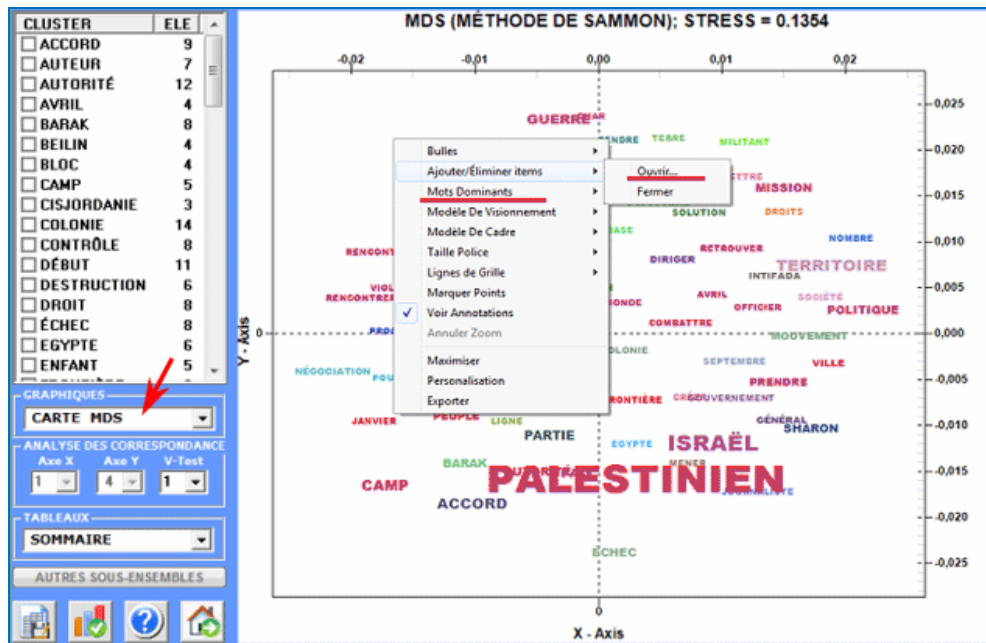 CLUSTER ELE
ACCORD 9
AUTEUR 7
AUTORITÉ 12
AVRIL 4
BARAK 8
BEILIN 4
BLOC 4
CAMP 5
CISJORDANIE 3
COLONIE 14
CONTRÔLE 8
DÉBUT 11
DESTRUCTION 6
DROIT 8
ÉCHEC 8
EGYPTE 6
ENFANT 5
GRAPHIQUES
CARTE MDS
ANALYSE DES CORRESPONDANCE
Axe X Axe Y V-Test
1 4 1
TABLEAUX
SOMMAIRE
AUTRES SOUS-ENSEMBLES
MDS (MÉTHODE DE SAMMON); STRESS = 0.1354
-0,02 -0,01 0,00 0,01 0,02
0,025
0,020
0,015
0,010
0,005
0,000
-0,005
-0,010
-0,015
-0,020
-0,025
Y - Axis
0
0
X - Axis
Bulles
Ajouter/Éliminer items
Mots Dominants
Modèle De Visionnement
Modèle De Cadre
Taille Police
Lignes de Grille
Marquer Points
Voir Annotations
Annuler Zoom
Maximiser
Personalisation
Exporter
Ouvrir...
Fermer
GUERRE
TERRE
MILITANT
MISSION
SOLUTION DROITS
NOMBRE
RETROUVER
DIRIGER
TERRITOIRE
INTIFADA
RENCONTRER
AVRIL
SOCIÉTÉ
OFFICIER
POLITIQUE
COMBATTRE
MOUVEMENT
SEPTEMBRE
VILLE
NÉGOCIATION
PRENDRE
GOUVERNEMENT
JANVIER
PEUPLE
LIGNE
GÉNÉRAL
SHARON
PARTIE
EGYPTE
ISRAËL
BARAK
MENER
PALESTINIEN
CAMP
JOURNALISTE
ACCORD
ECHEC